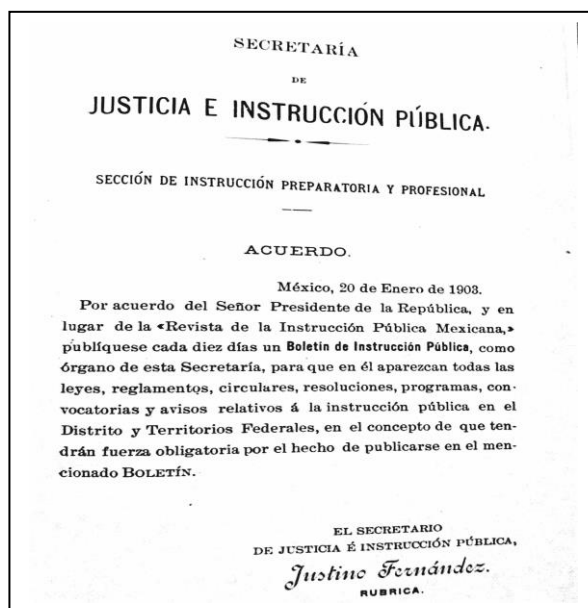 SECRETARÍA
DE
JUSTICIA E INSTRUCCIÓN PÚBLICA.
SECCIÓN DE INSTRUCCIÓN PREPARATORIA Y PROFESIONAL
ACUERDO.
México, 20 de Enero de 1903.
Por acuerdo del Señor Presidente de la República, y en
lugar de la «Revista de la Instrucción Pública Mexicana,»
publíquese cada diez días un Boletín de Instrucción Pública, como
órgano de esta Secretaría, para que en él aparezcan todas las
leyes, reglamentos, circulares, resoluciones, programas, con-
vocatorias y avisos relativos á la instrucción pública en el
Distrito y Territorios Federales, en el concepto de que ten-
drán fuerza obligatoria por el hecho de publicarse en el men-
cionado BOLETÍN.
EL SECRETARIO
DE JUSTICIA É INSTRUCCIÓN PÚBLICA,
Justino Fernández.
RUBRICA.